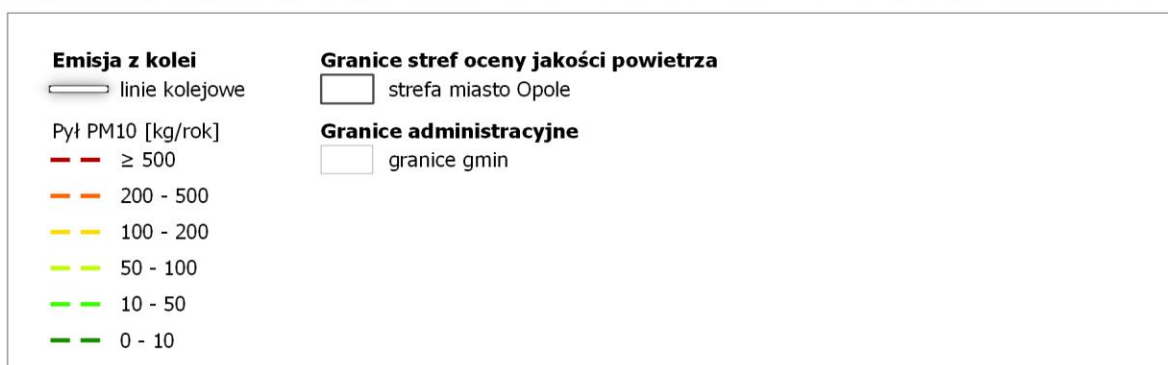 Emisja z kolei
linie kolejowe
Pył PM10 [kg/rok]
≥ 500
200 - 500
100 - 200
50 - 100
10 - 50
0 - 10
Granice stref oceny jakości powietrza
strefa miasto Opole
Granice administracyjne
granice gmin